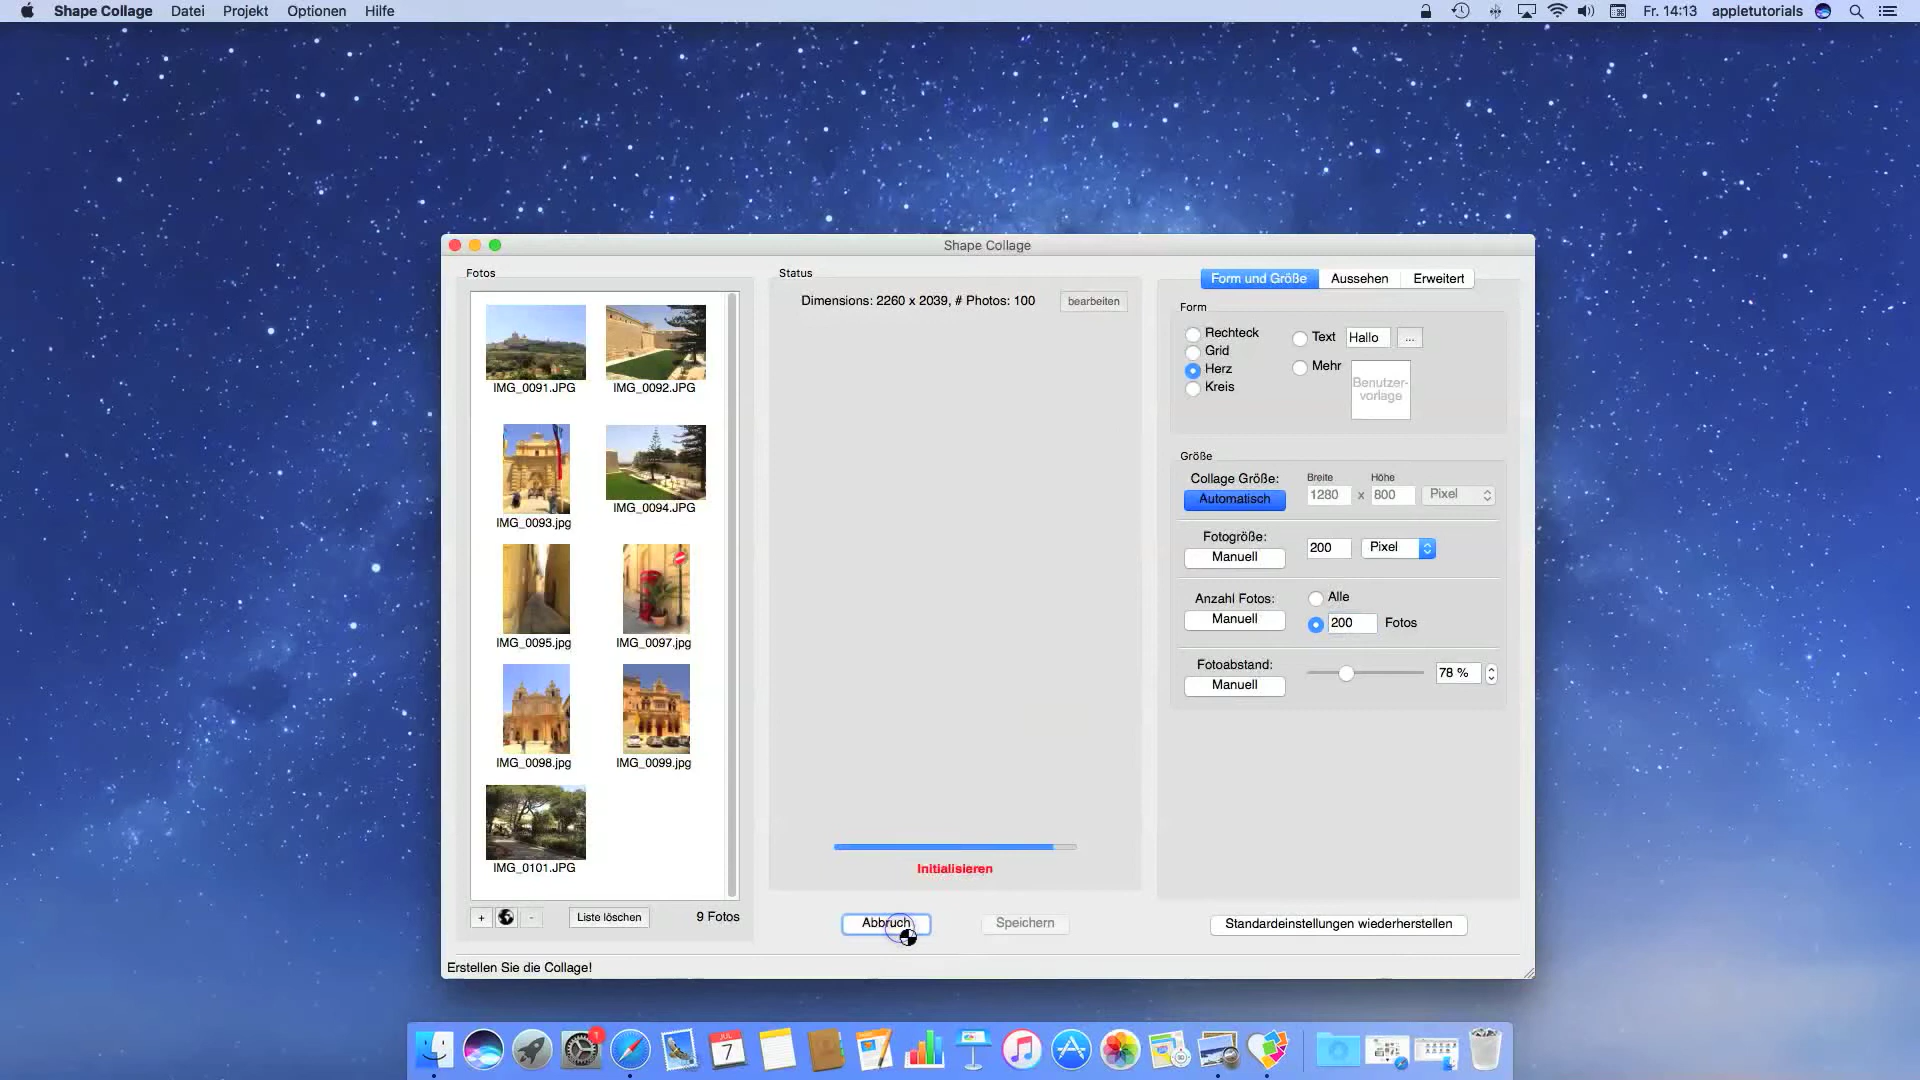 Shape Collage Datei Projekt Optionen Hilfe Fr. 14:13 appletutorials
Shape Collage
Fotos
IMG_0091.JPG IMG_0092.JPG
IMG_0093.jpg IMG_0094.JPG
IMG_0095.jpg IMG_0097.jpg
IMG_0098.jpg IMG_0099.jpg
IMG_0101.JPG
+ - Liste löschen 9 Fotos
Status
Dimensions: 2260 x 2039, # Photos: 100 bearbeiten
Initialisieren
Abbruch Speichern
Form und Größe Aussehen Erweitert
Form
Rechteck
Grid
Herz
Kreis
Text Hallo ...
Mehr
Benutzer-
vorlage
Größe
Collage Größe: Breite Höhe
Automatisch 1280 x 800 Pixel
Fotogröße:
Manuell 200 Pixel
Anzahl Fotos: Alle
Manuell 200 Fotos
Fotoabstand:
Manuell 78 %
Standardeinstellungen wiederherstellen
Erstellen Sie die Collage!
1
JUL
7